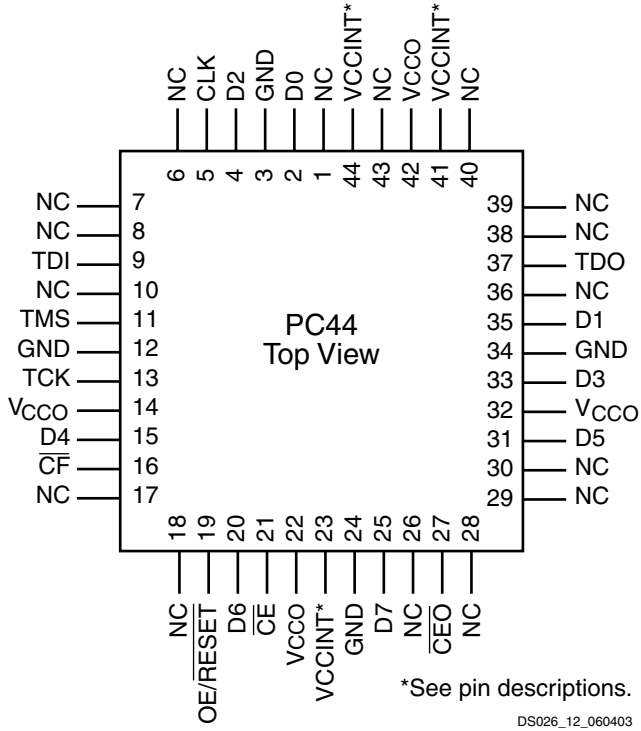 NC CLK D2 GND D0 NC VCCINT* NC VCCO VCCINT* NC
6 5 4 3 2 1 44 43 42 41 40
NC 7 39 NC
NC 8 38 NC
TDI 9 37 TDO
NC 10 36 NC
TMS 11 35 D1
GND 12 34 GND
TCK 13 33 D3
VCCO 14 32 VCCO
D4 15 31 D5
CF 16 30 NC
NC 17 29 NC
PC44
Top View
18 19 20 21 22 23 24 25 26 27 28
NC OE/RESET D6 CE VCCO VCCINT* GND D7 NC CEO NC
*See pin descriptions.
DS026_12_060403